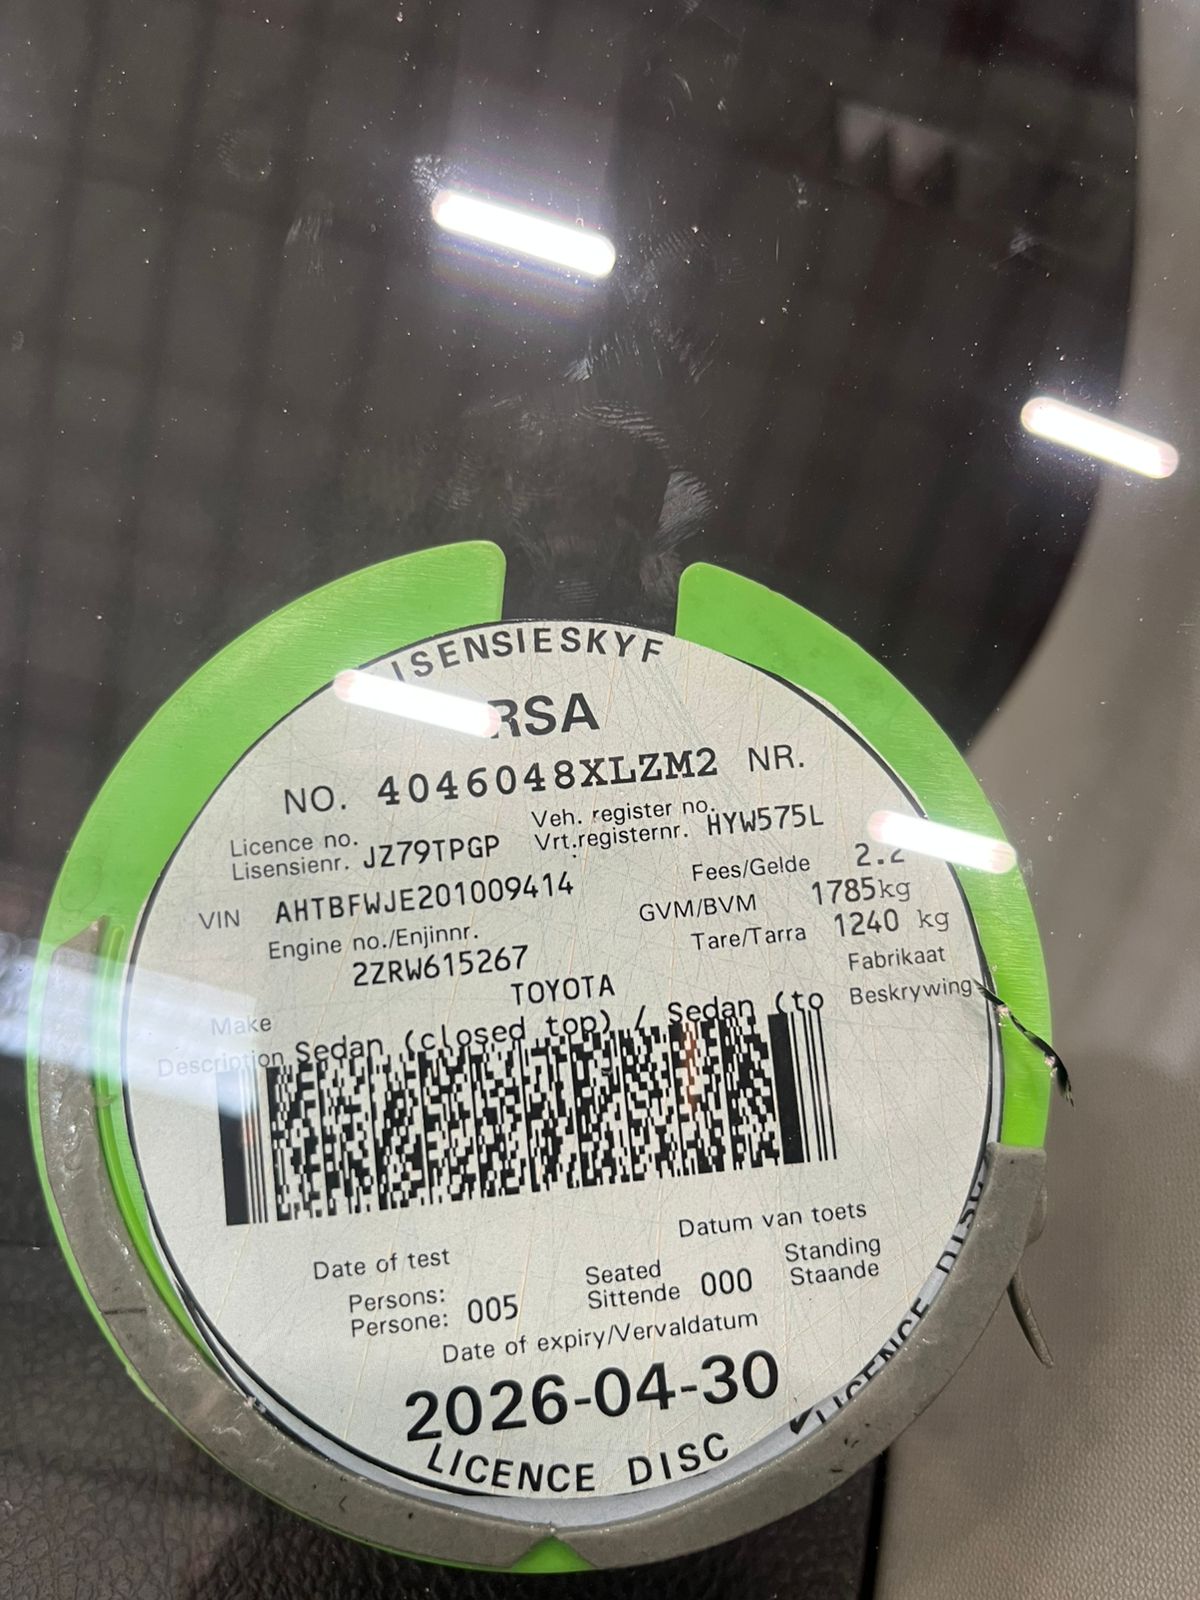 ISENSIESKYF
RSA
NO. 4046048XLZM2 NR.
Licence no. Veh. register no.
Lisensienr. JZ79TPGP Vrt.registernr. HYW575L
VIN AHTBFWJE201009414 Fees/Gelde 2.2
Engine no./Enjinnr. GVM/BVM 1785kg
2ZRW615267 Tare/Tarra 1240 kg
Make TOYOTA Fabrikaat
Description Sedan (closed top) / Sedan (to Beskrywing
Date of test Datum van toets
Persons: Seated Standing
Persone: 005 Sittende 000 Staande
Date of expiry/Vervaldatum
2026-04-30
LICENCE DISC
LICENCE DISC